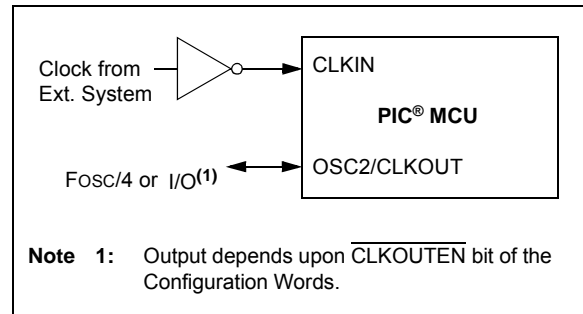 Clock from
Ext. System
CLKIN
PIC® MCU
FOSC/4 or I/O(1)
OSC2/CLKOUT
Note 1: Output depends upon CLKOUTEN bit of the
Configuration Words.